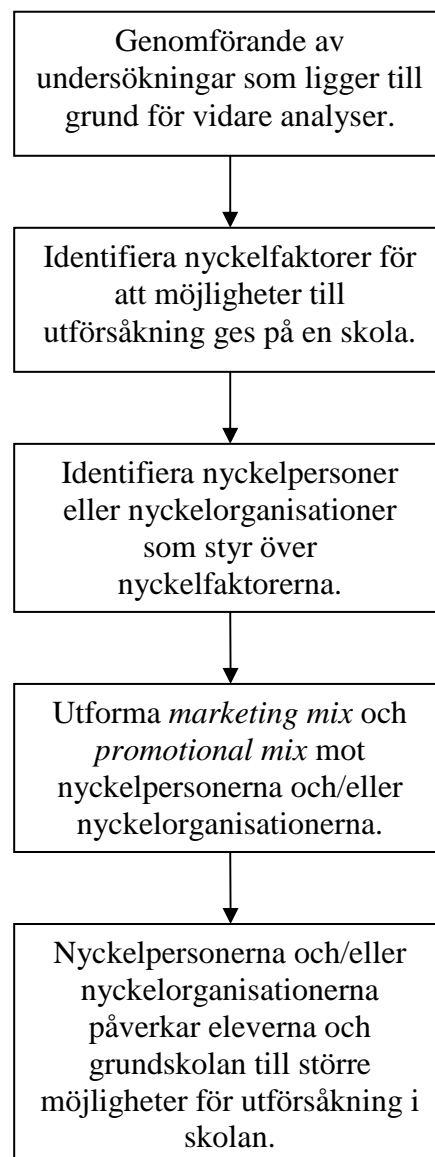 Genomförande av
undersökningar som ligger till
grund för vidare analyser.
Identifiera nyckelfaktorer för
att möjligheter till
utförsåkning ges på en skola.
Identifiera nyckelpersoner
eller nyckelorganisationer
som styr över
nyckelfaktorerna.
Utforma marketing mix och
promotional mix mot
nyckelpersonerna och/eller
nyckelorganisationerna.
Nyckelpersonerna och/eller
nyckelorganisationerna
påverkar eleverna och
grundskolan till större
möjligheter för utförsåkning i
skolan.